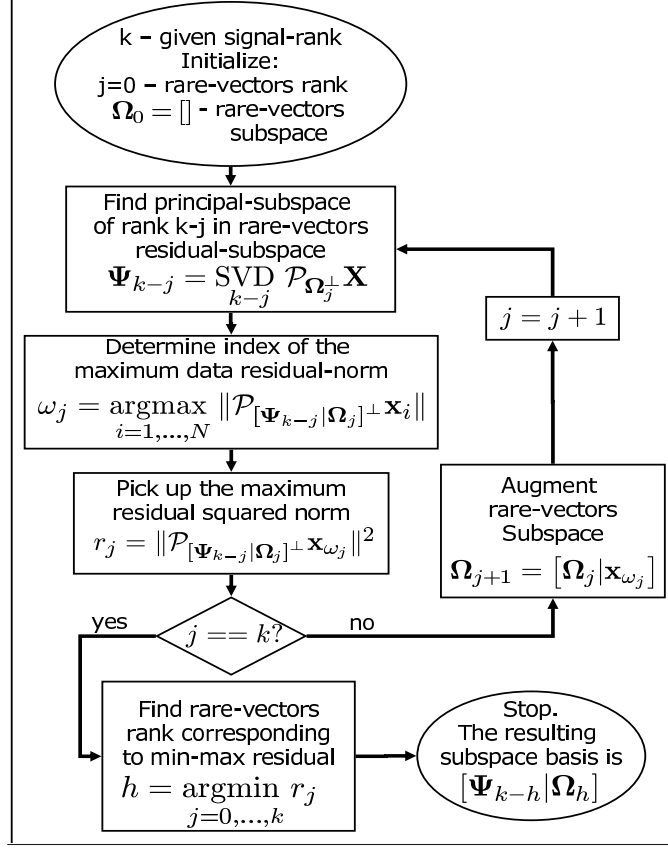 k – given signal-rank
Initialize:
j=0 – rare-vectors rank
Ω₀ = [] - rare-vectors
subspace
Find principal-subspace
of rank k-j in rare-vectors
residual-subspace
Ψ_{k−j} = SVD_{k−j} 𝒫_{Ω_j^⊥} X
j = j + 1
Determine index of the
maximum data residual-norm
ω_j = argmax_{i=1,...,N} ‖𝒫_{[Ψ_{k−j}|Ω_j]^⊥} x_i‖
Pick up the maximum
residual squared norm
r_j = ‖𝒫_{[Ψ_{k−j}|Ω_j]^⊥} x_{ω_j}‖²
Augment
rare-vectors
Subspace
Ω_{j+1} = [Ω_j|x_{ω_j}]
yes
j == k?
no
Find rare-vectors
rank corresponding
to min-max residual
h = argmin_{j=0,...,k} r_j
Stop.
The resulting
subspace basis is
[Ψ_{k−h}|Ω_h]